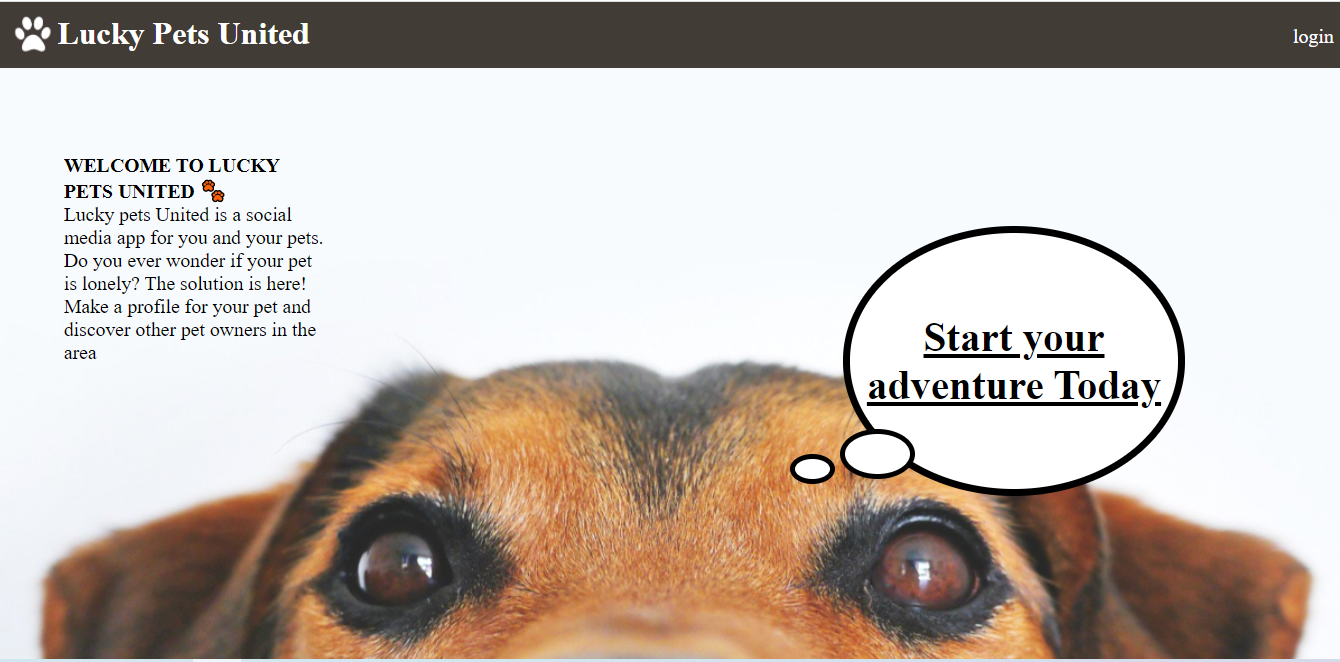 Lucky Pets United
login
WELCOME TO LUCKY
PETS UNITED
Lucky pets United is a social
media app for you and your pets.
Do you ever wonder if your pet
is lonely? The solution is here!
Make a profile for your pet and
discover other pet owners in the
area
Start your
adventure Today